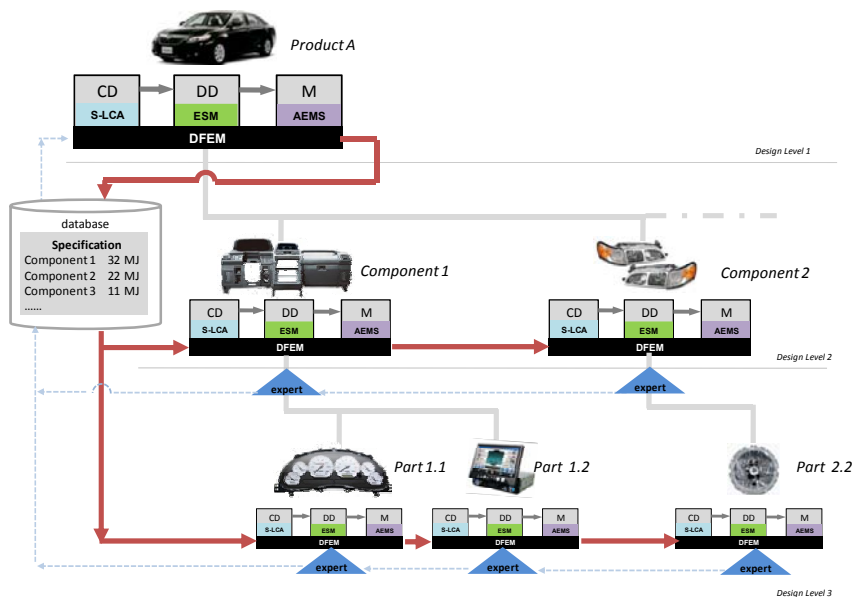 Product A
CD DD M
S-LCA ESM AEMS
DFEM
Design Level 1
database
Specification
Component 1 32 MJ
Component 2 22 MJ
Component 3 11 MJ
......
Component 1
Component 2
CD DD M
S-LCA ESM AEMS
DFEM
CD DD M
S-LCA ESM AEMS
DFEM
Design Level 2
expert
expert
Part 1.1
Part 1.2
Part 2.2
CD DD M
S-LCA ESM AEMS
DFEM
CD DD M
S-LCA ESM AEMS
DFEM
CD DD M
S-LCA ESM AEMS
DFEM
expert
expert
expert
Design Level 3